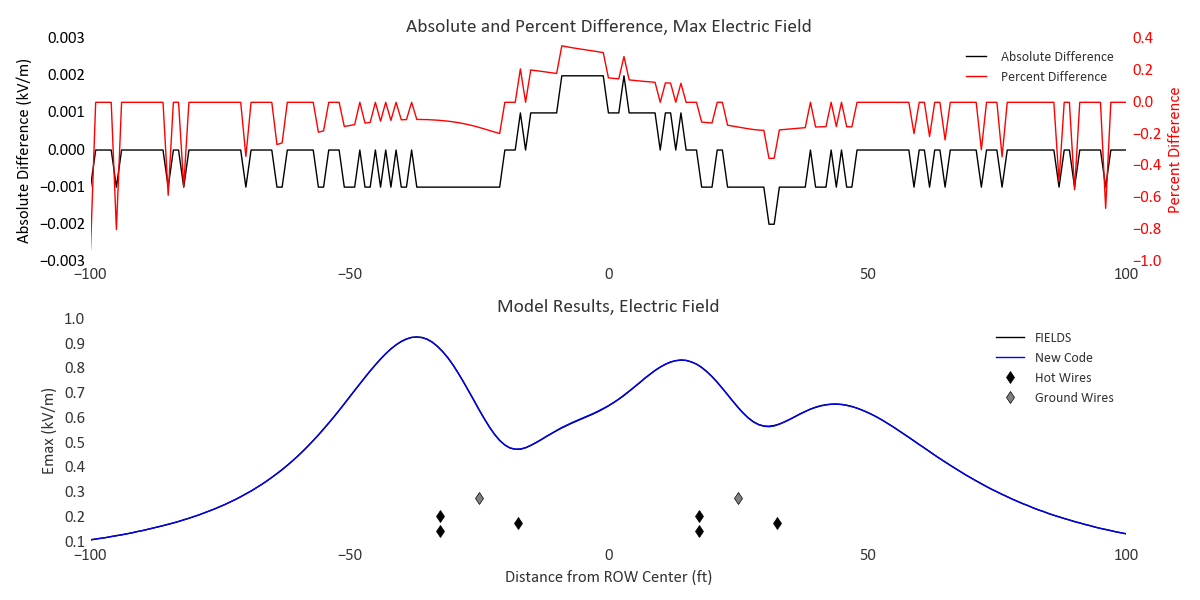 Absolute and Percent Difference, Max Electric Field
0.003
0.002
0.001
0.000
−0.001
−0.002
−0.003
Absolute Difference (kV/m)
0.4
0.2
0.0
−0.2
−0.4
−0.6
−0.8
−1.0
Percent Difference
Absolute Difference
Percent Difference
−100
−50
0
50
100
Model Results, Electric Field
1.0
0.9
0.8
0.7
0.6
0.5
0.4
0.3
0.2
0.1
Emax (kV/m)
FIELDS
New Code
Hot Wires
Ground Wires
−100
−50
0
50
100
Distance from ROW Center (ft)